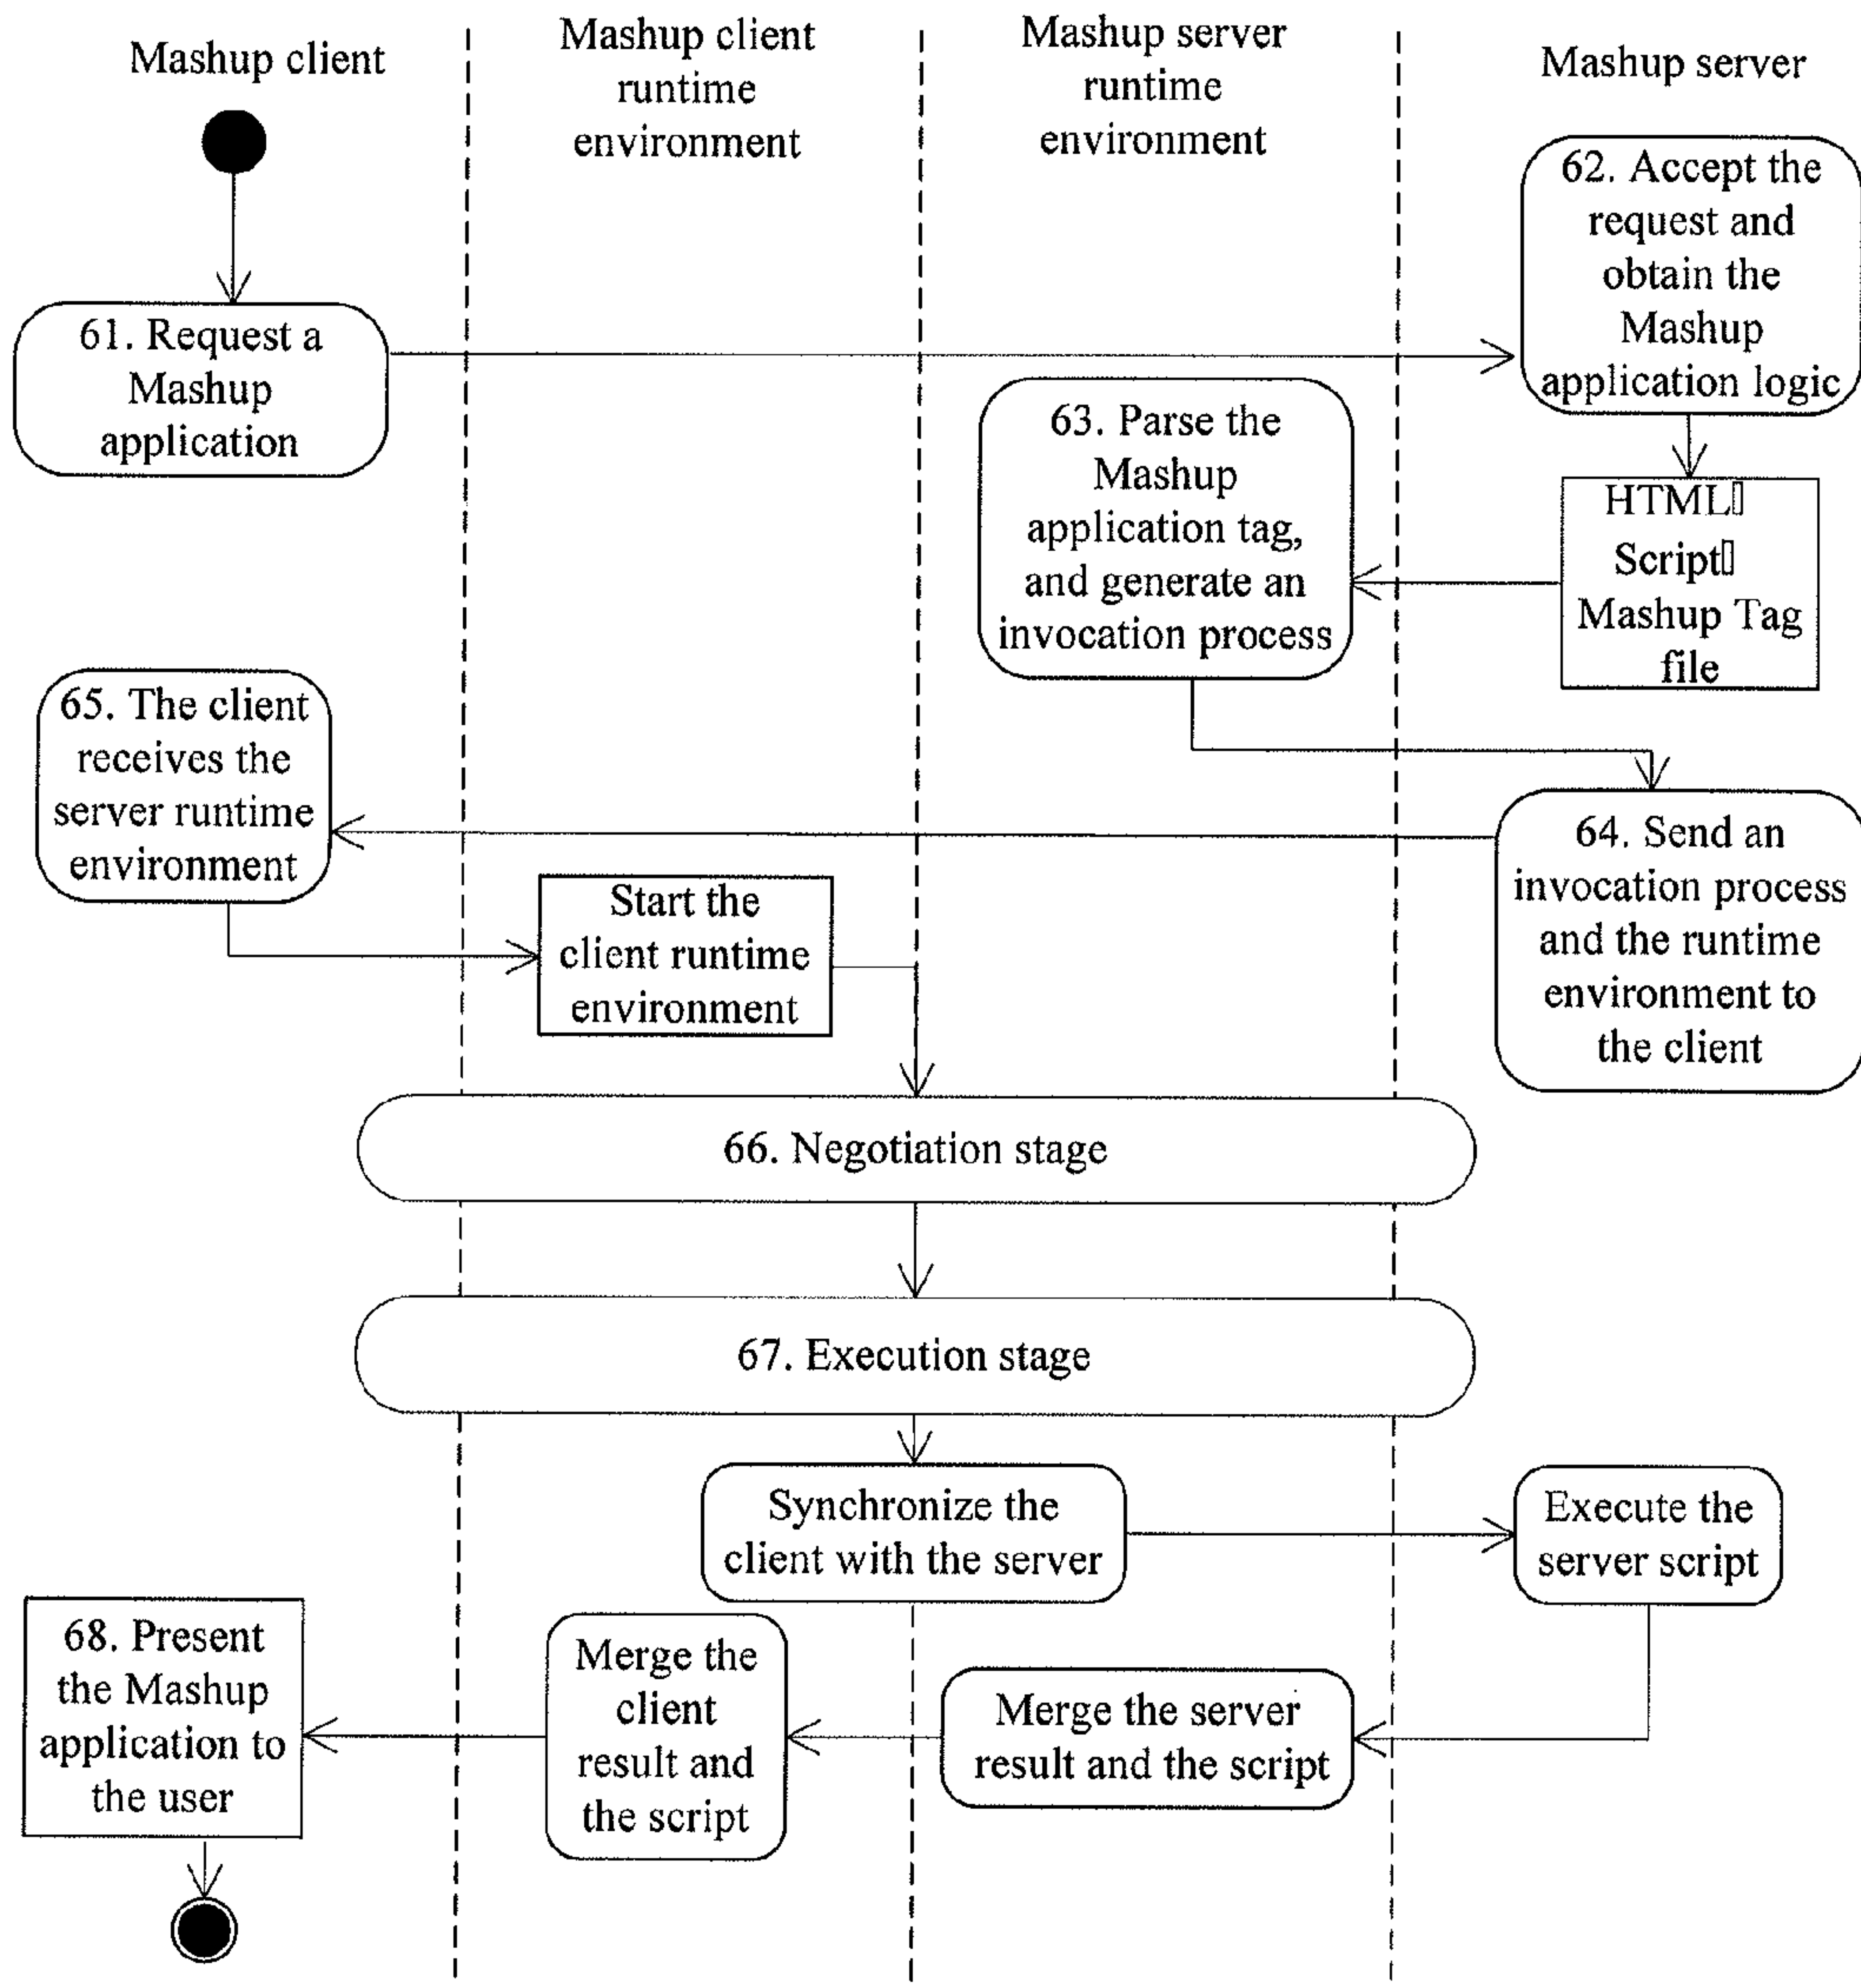 Mashup client
Mashup client
runtime
environment
Mashup server
runtime
environment
Mashup server
61. Request a
Mashup
application
62. Accept the
request and
obtain the
Mashup
application logic
63. Parse the
Mashup
application tag,
and generate an
invocation process
HTML▯
Script▯
Mashup Tag
file
65. The client
receives the
server runtime
environment
64. Send an
invocation process
and the runtime
environment to
the client
Start the
client runtime
environment
66. Negotiation stage
67. Execution stage
Synchronize the
client with the server
Execute the
server script
68. Present
the Mashup
application to
the user
Merge the
client
result and
the script
Merge the server
result and the script